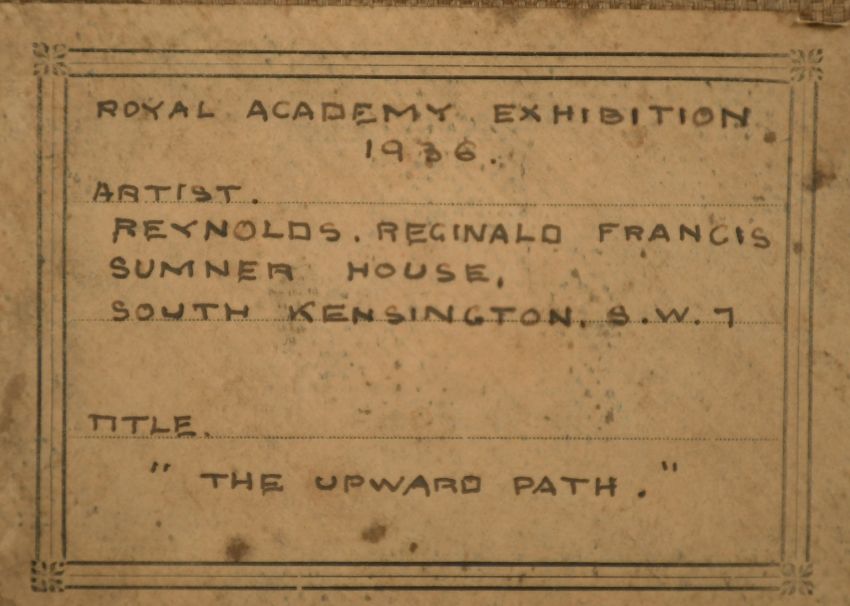 ROYAL ACADEMY EXHIBITION
1936.
ARTIST.
REYNOLDS. REGINALD FRANCIS
SUMNER HOUSE,
SOUTH KENSINGTON, S.W.7
TITLE.
" THE UPWARD PATH."